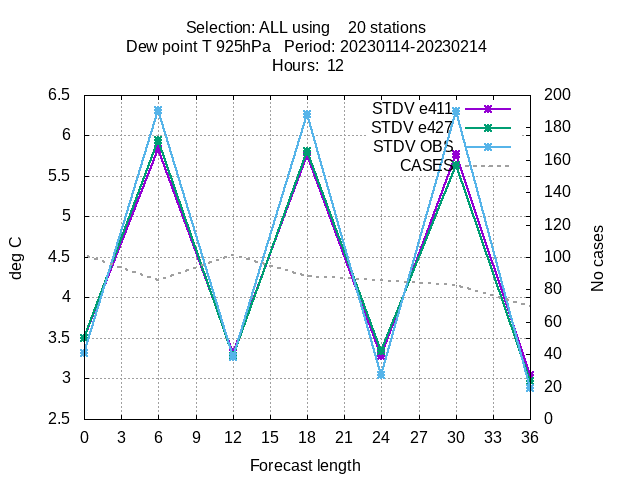 Selection: ALL using    20 stations
Dew point T 925hPa   Period: 20230114-20230214
Hours:  12
STDV e411
STDV e427
STDV OBS
CASES
6.5
6
5.5
5
4.5
4
3.5
3
2.5
200
180
160
140
120
100
80
60
40
20
0
deg C
No cases
0 3 6 9 12 15 18 21 24 27 30 33 36
Forecast length